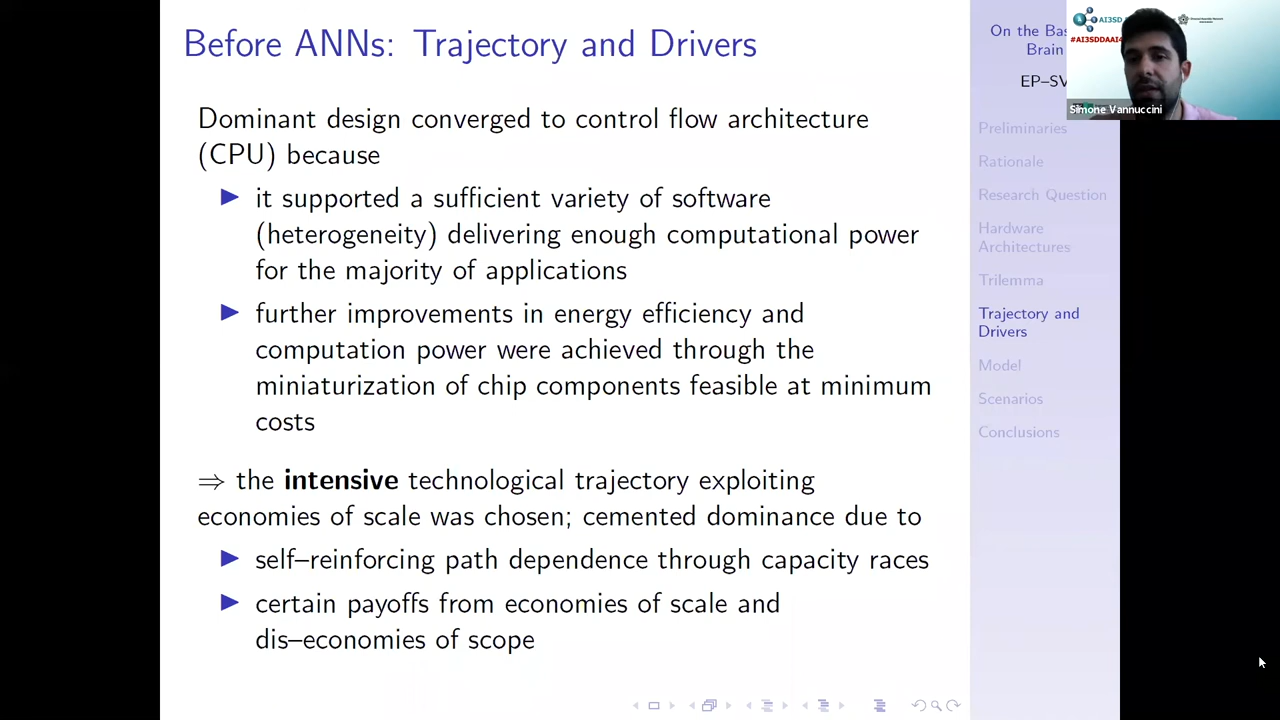 Before ANNs: Trajectory and Drivers
Dominant design converged to control flow architecture
(CPU) because
it supported a sufficient variety of software
(heterogeneity) delivering enough computational power
for the majority of applications
further improvements in energy efficiency and
computation power were achieved through the
miniaturization of chip components feasible at minimum
costs
⇒ the intensive technological trajectory exploiting
economies of scale was chosen; cemented dominance due to
self–reinforcing path dependence through capacity races
certain payoffs from economies of scale and
dis–economies of scope
On the Bas
Brain
EP–SV
Preliminaries
Rationale
Research Question
Hardware
Architectures
Trilemma
Trajectory and
Drivers
Model
Scenarios
Conclusions
AI3SD
#AI3SDDAAI4
Simone Vannuccini